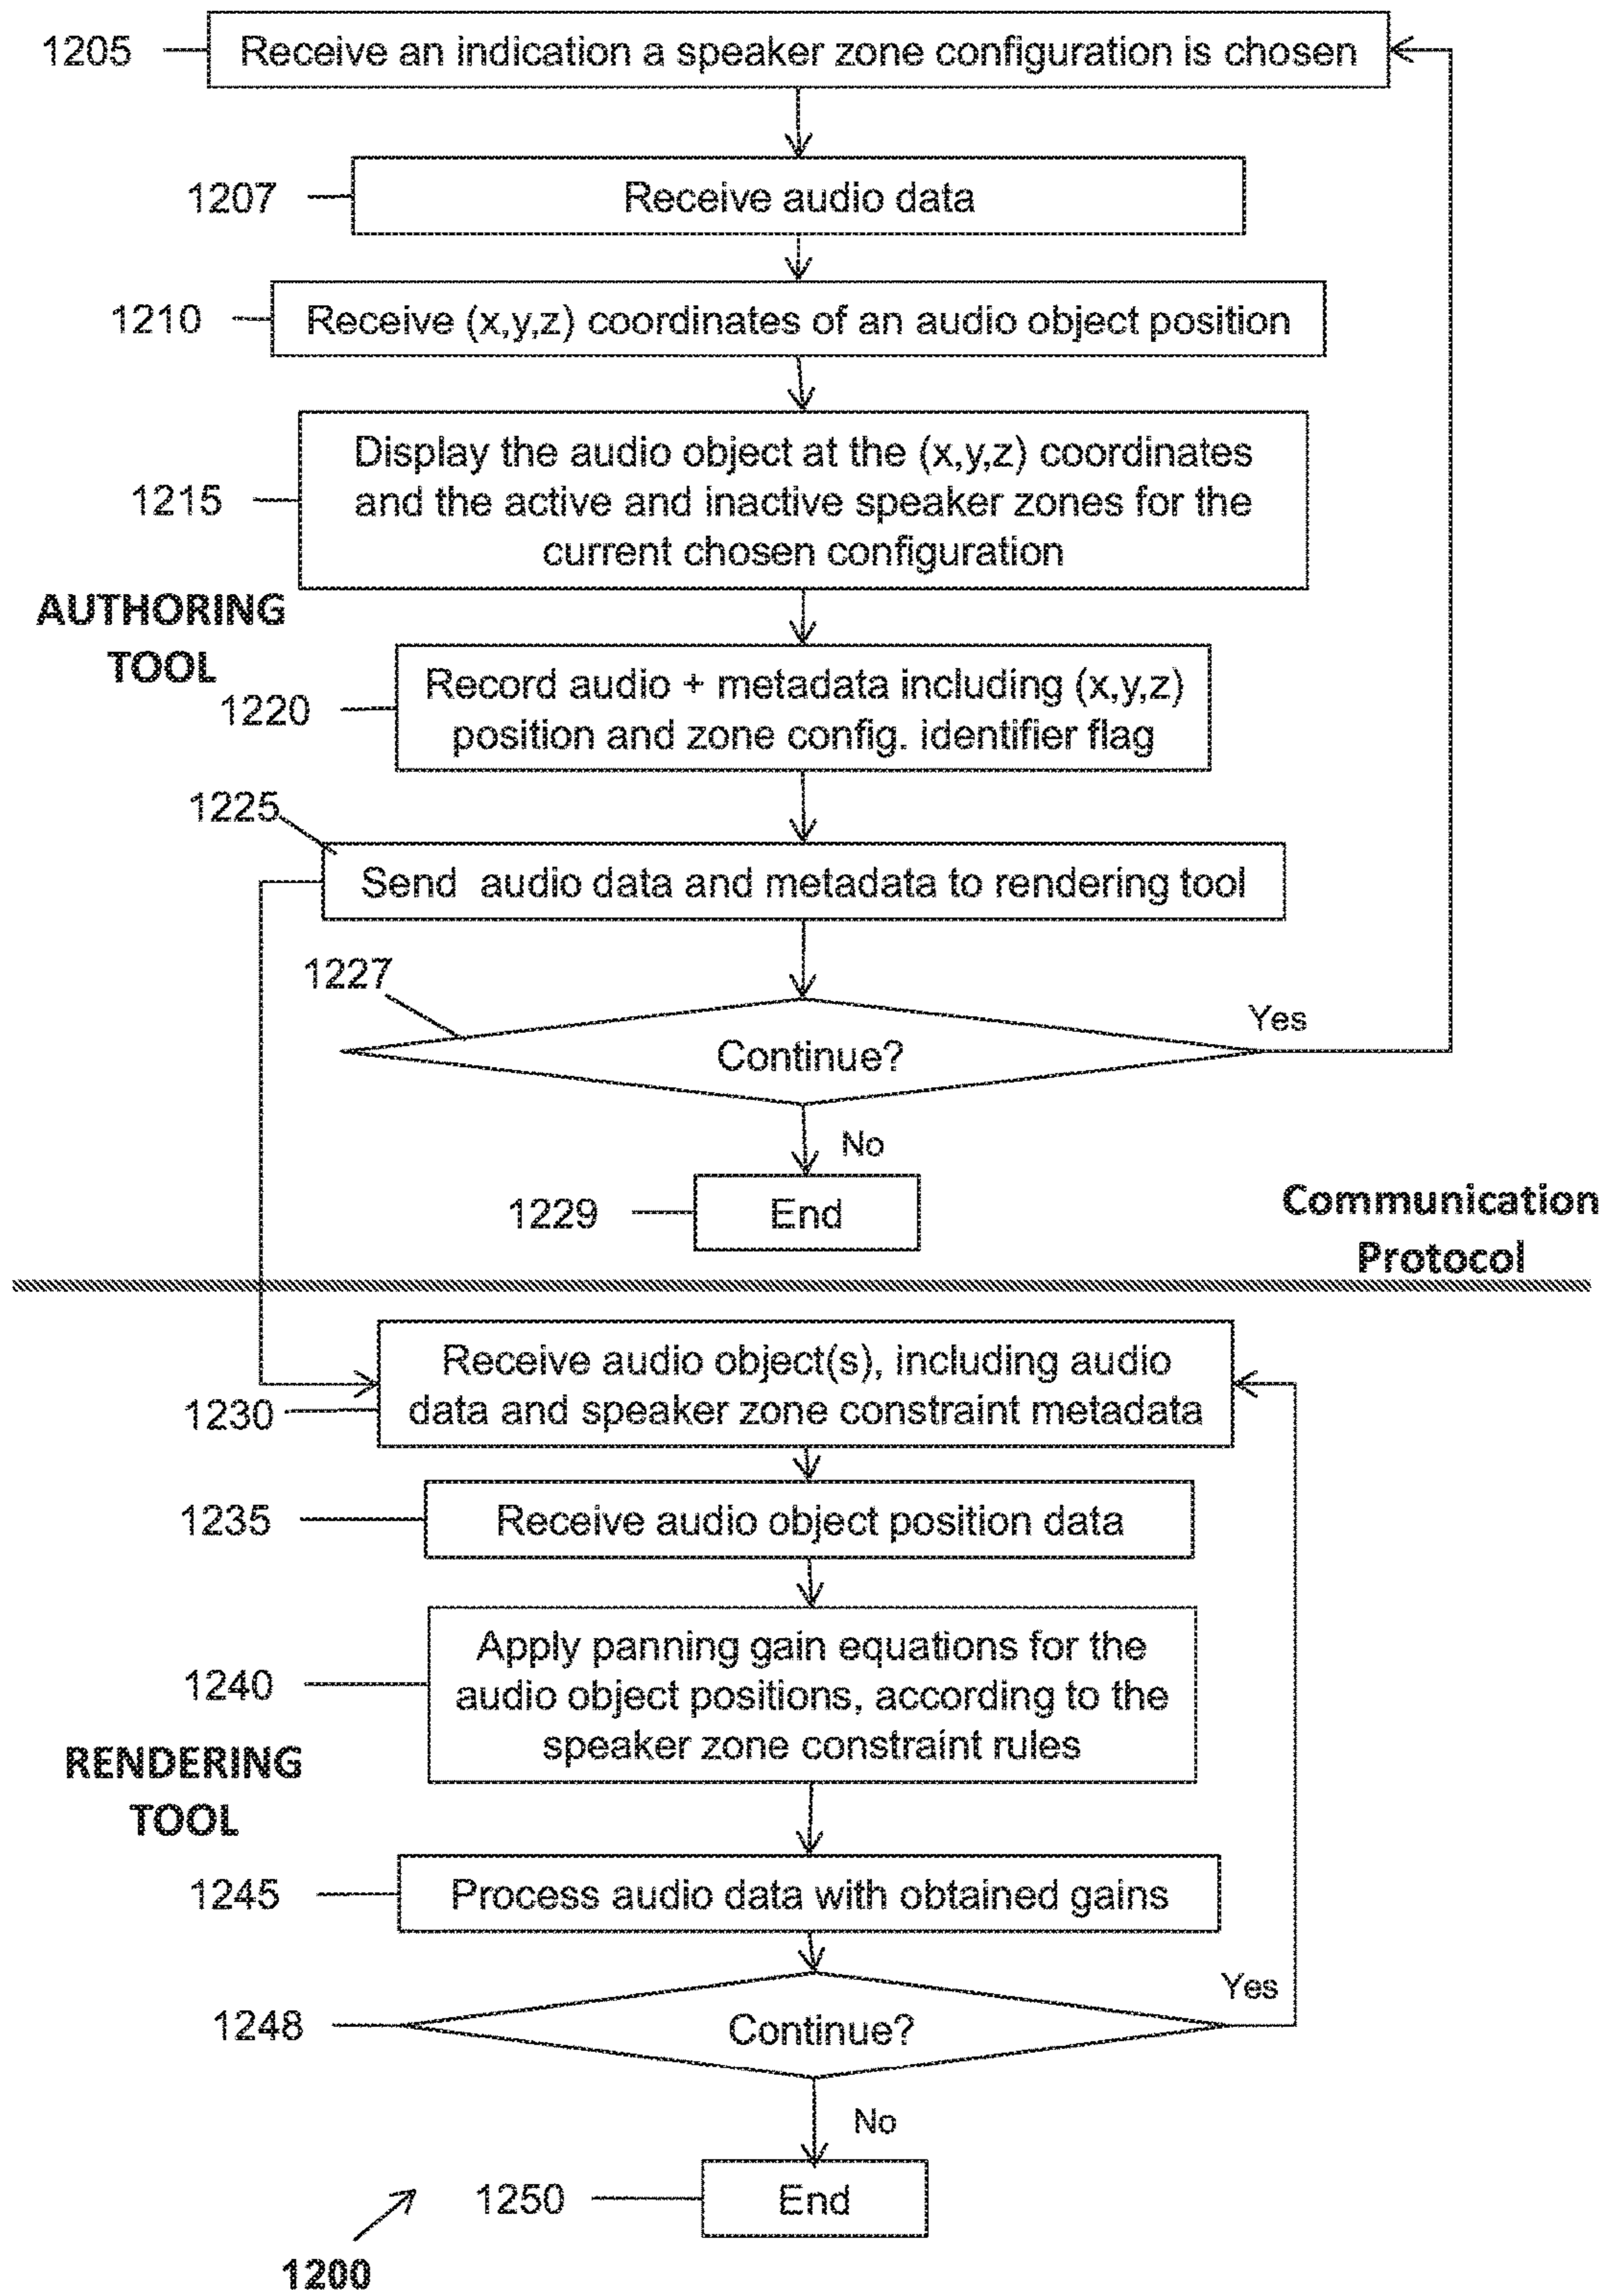 1205
Receive an indication a speaker zone configuration is chosen
1207
Receive audio data
1210
Receive (x,y,z) coordinates of an audio object position
1215
Display the audio object at the (x,y,z) coordinates
and the active and inactive speaker zones for the
current chosen configuration
AUTHORING
TOOL
1220
Record audio + metadata including (x,y,z)
position and zone config. identifier flag
1225
Send audio data and metadata to rendering tool
1227
Continue?
Yes
No
1229
End
Communication
Protocol
1230
Receive audio object(s), including audio
data and speaker zone constraint metadata
1235
Receive audio object position data
1240
Apply panning gain equations for the
audio object positions, according to the
speaker zone constraint rules
RENDERING
TOOL
1245
Process audio data with obtained gains
1248
Continue?
Yes
No
1250
End
1200